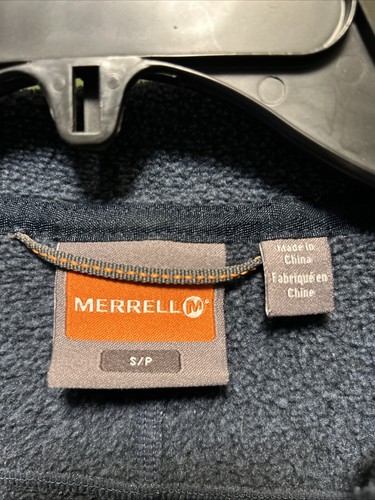 MERRELL M®
S/P
Made in
China
Fabriqué en
Chine